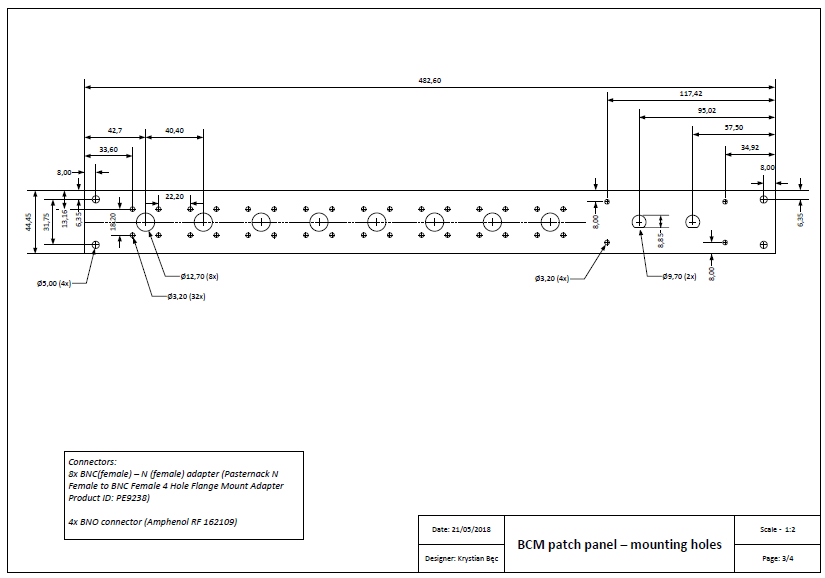 482,60
117,42
95,02
42,7
40,40
57,50
33,60
34,92
8,00
8,00
22,20
44,45
31,75
13,16
6,35
18,20
8,00
8,85
6,35
8,00
Ø12,70 (8x)
Ø3,20 (4x)
Ø9,70 (2x)
Ø5,00 (4x)
Ø3,20 (32x)
Connectors:
8x BNC(female) – N (female) adapter (Pasternack N
Female to BNC Female 4 Hole Flange Mount Adapter
Product ID: PE9238)
4x BNO connector (Amphenol RF 162109)
Date: 21/05/2018
Designer: Krystian Bęc
BCM patch panel – mounting holes
Scale - 1:2
Page: 3/4